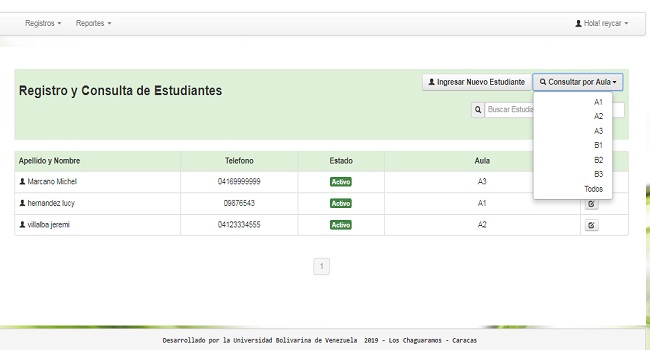 Registros Reportes Hola! reycar
Registro y Consulta de Estudiantes
Ingresar Nuevo Estudiante Consultar por Aula
Buscar Estudia
A1
A2
A3
B1
B2
B3
Todos
Apellido y Nombre Telefono Estado Aula
Marcano Michel 04169999999 Activo A3
hernandez lucy 09876543 Activo A1
villalba jeremi 04123334555 Activo A2
1
Desarrollado por la Universidad Bolivarina de Venezuela 2019 - Los Chaguaramos - Caracas